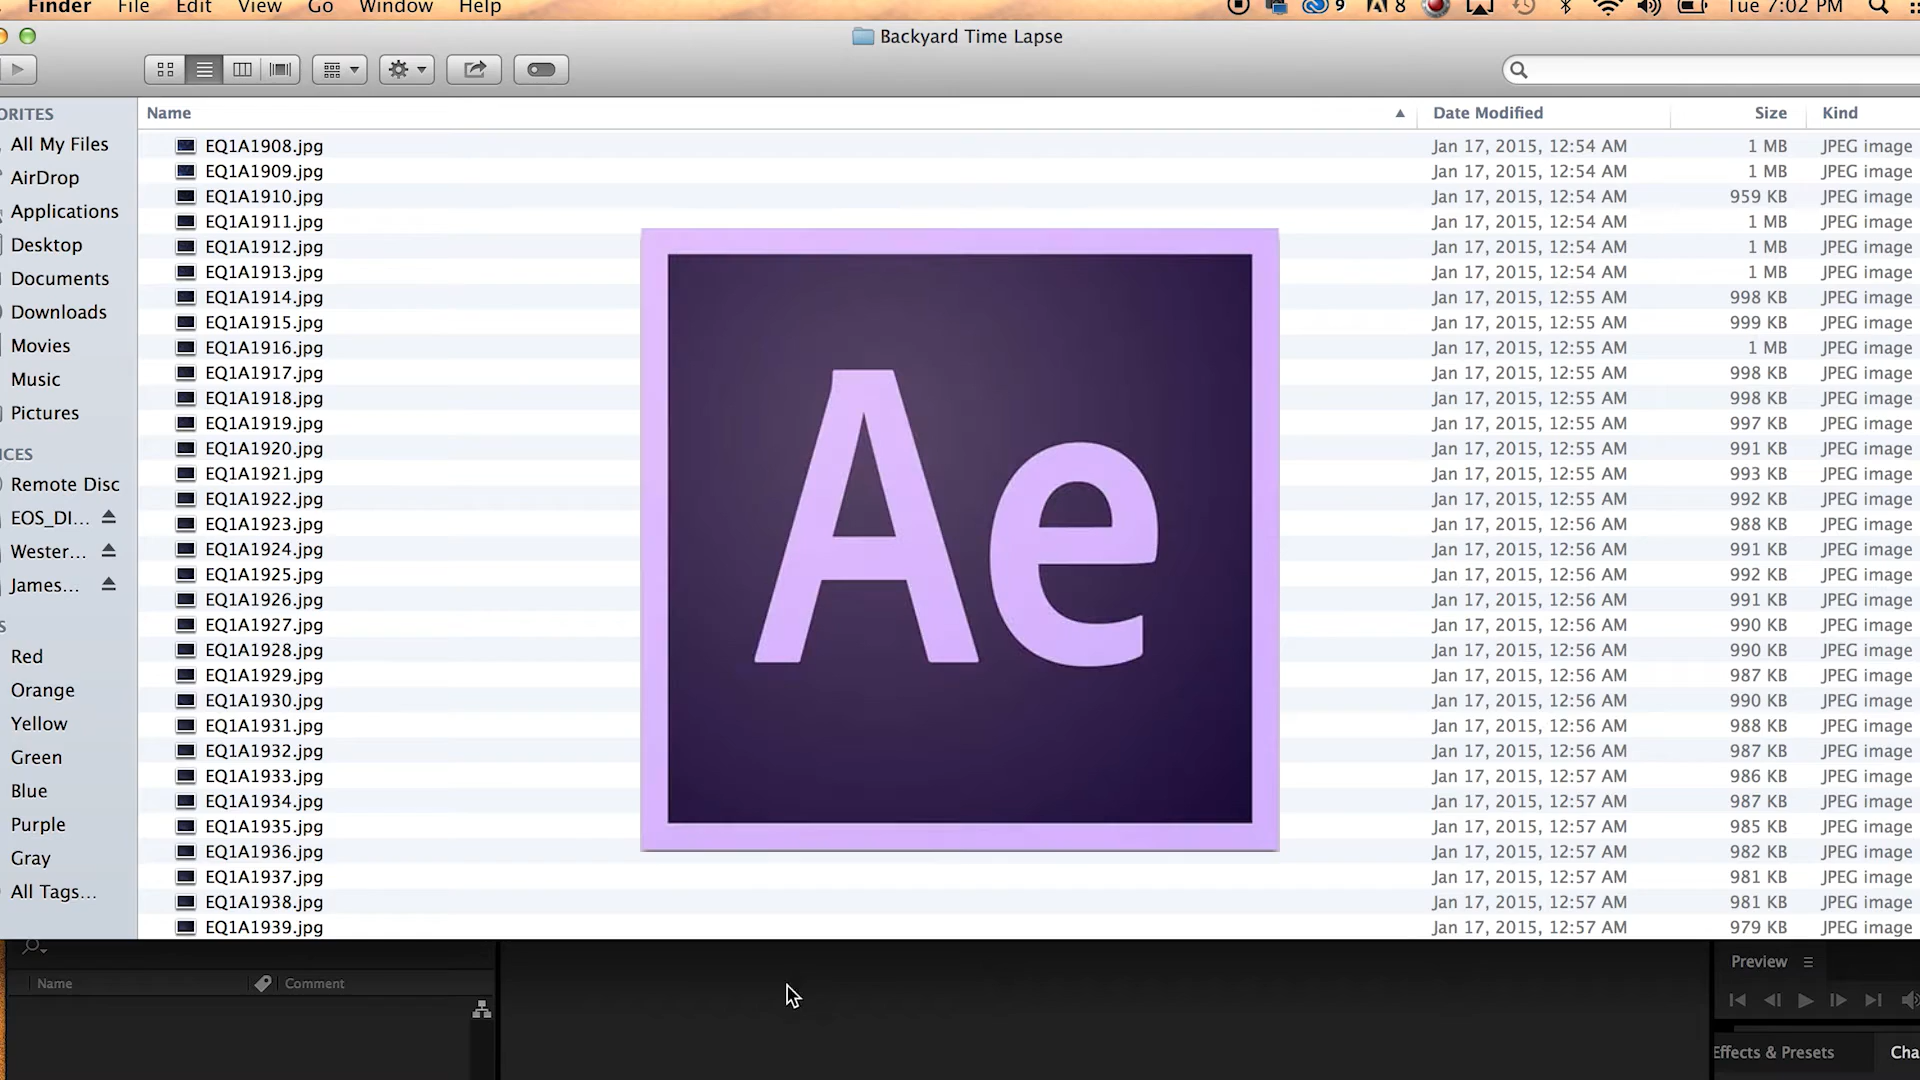 Finder File Edit View Go Window Help 9 8 Tue 7:02 PM
Backyard Time Lapse
ORITES
All My Files
AirDrop
Applications
Desktop
Documents
Downloads
Movies
Music
Pictures
ICES
Remote Disc
EOS_DI...
Wester...
James...
S
Red
Orange
Yellow
Green
Blue
Purple
Gray
All Tags...
Name Date Modified Size Kind
EQ1A1908.jpg Jan 17, 2015, 12:54 AM 1 MB JPEG image
EQ1A1909.jpg Jan 17, 2015, 12:54 AM 1 MB JPEG image
EQ1A1910.jpg Jan 17, 2015, 12:54 AM 959 KB JPEG image
EQ1A1911.jpg Jan 17, 2015, 12:54 AM 1 MB JPEG image
EQ1A1912.jpg Jan 17, 2015, 12:54 AM 1 MB JPEG image
EQ1A1913.jpg Jan 17, 2015, 12:54 AM 1 MB JPEG image
EQ1A1914.jpg Jan 17, 2015, 12:55 AM 998 KB JPEG image
EQ1A1915.jpg Jan 17, 2015, 12:55 AM 999 KB JPEG image
EQ1A1916.jpg Jan 17, 2015, 12:55 AM 1 MB JPEG image
EQ1A1917.jpg Jan 17, 2015, 12:55 AM 998 KB JPEG image
EQ1A1918.jpg Jan 17, 2015, 12:55 AM 998 KB JPEG image
EQ1A1919.jpg Jan 17, 2015, 12:55 AM 997 KB JPEG image
EQ1A1920.jpg Jan 17, 2015, 12:55 AM 991 KB JPEG image
EQ1A1921.jpg Jan 17, 2015, 12:55 AM 993 KB JPEG image
EQ1A1922.jpg Jan 17, 2015, 12:55 AM 992 KB JPEG image
EQ1A1923.jpg Jan 17, 2015, 12:56 AM 988 KB JPEG image
EQ1A1924.jpg Jan 17, 2015, 12:56 AM 991 KB JPEG image
EQ1A1925.jpg Jan 17, 2015, 12:56 AM 992 KB JPEG image
EQ1A1926.jpg Jan 17, 2015, 12:56 AM 991 KB JPEG image
EQ1A1927.jpg Jan 17, 2015, 12:56 AM 990 KB JPEG image
EQ1A1928.jpg Jan 17, 2015, 12:56 AM 990 KB JPEG image
EQ1A1929.jpg Jan 17, 2015, 12:56 AM 987 KB JPEG image
EQ1A1930.jpg Jan 17, 2015, 12:56 AM 990 KB JPEG image
EQ1A1931.jpg Jan 17, 2015, 12:56 AM 988 KB JPEG image
EQ1A1932.jpg Jan 17, 2015, 12:56 AM 987 KB JPEG image
EQ1A1933.jpg Jan 17, 2015, 12:57 AM 986 KB JPEG image
EQ1A1934.jpg Jan 17, 2015, 12:57 AM 987 KB JPEG image
EQ1A1935.jpg Jan 17, 2015, 12:57 AM 985 KB JPEG image
EQ1A1936.jpg Jan 17, 2015, 12:57 AM 982 KB JPEG image
EQ1A1937.jpg Jan 17, 2015, 12:57 AM 981 KB JPEG image
EQ1A1938.jpg Jan 17, 2015, 12:57 AM 981 KB JPEG image
EQ1A1939.jpg Jan 17, 2015, 12:57 AM 979 KB JPEG image
Ae
Name Comment
Preview
Effects & Presets Cha